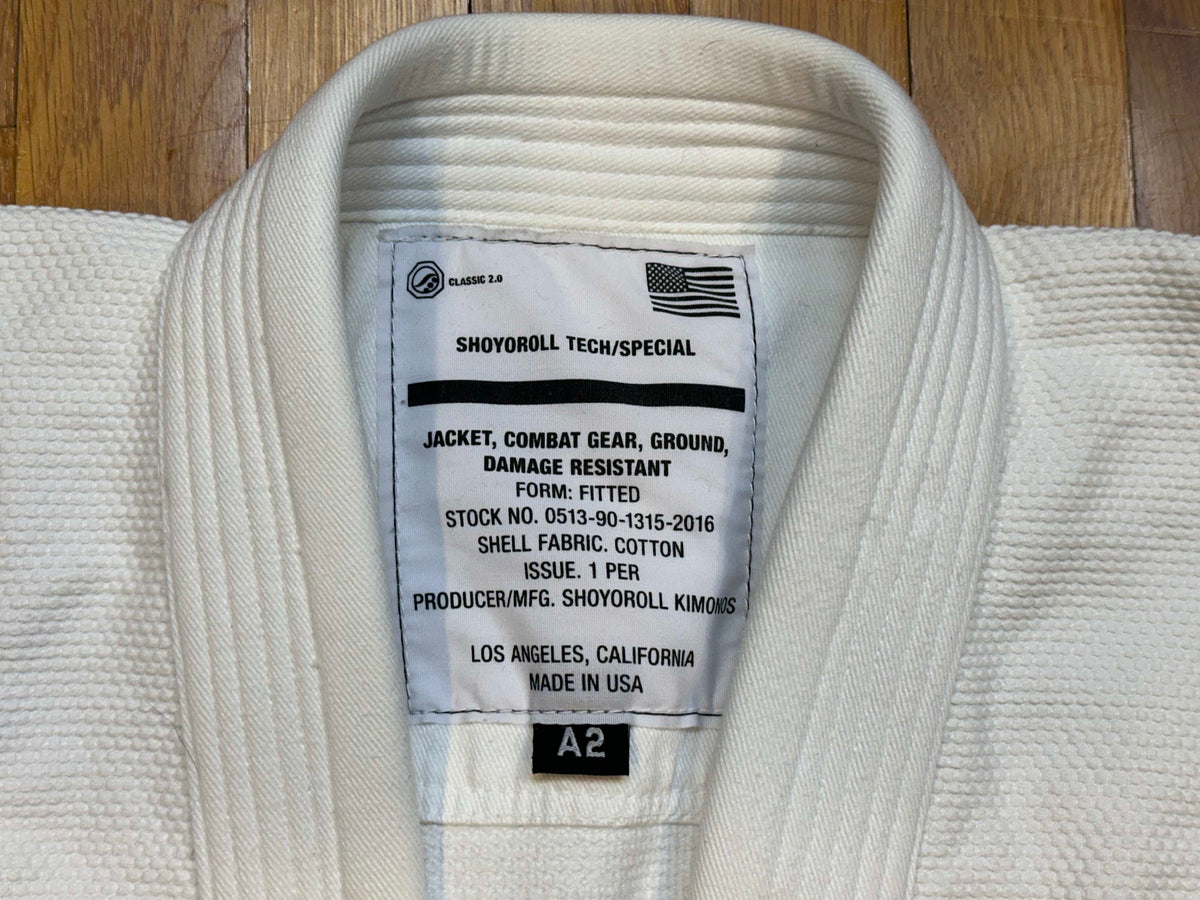 CLASSIC 2.0
SHOYOROLL TECH/SPECIAL
JACKET, COMBAT GEAR, GROUND,
DAMAGE RESISTANT
FORM: FITTED
STOCK NO. 0513-90-1315-2016
SHELL FABRIC. COTTON
ISSUE. 1 PER
PRODUCER/MFG. SHOYOROLL KIMONOS
LOS ANGELES, CALIFORNIA
MADE IN USA
A2